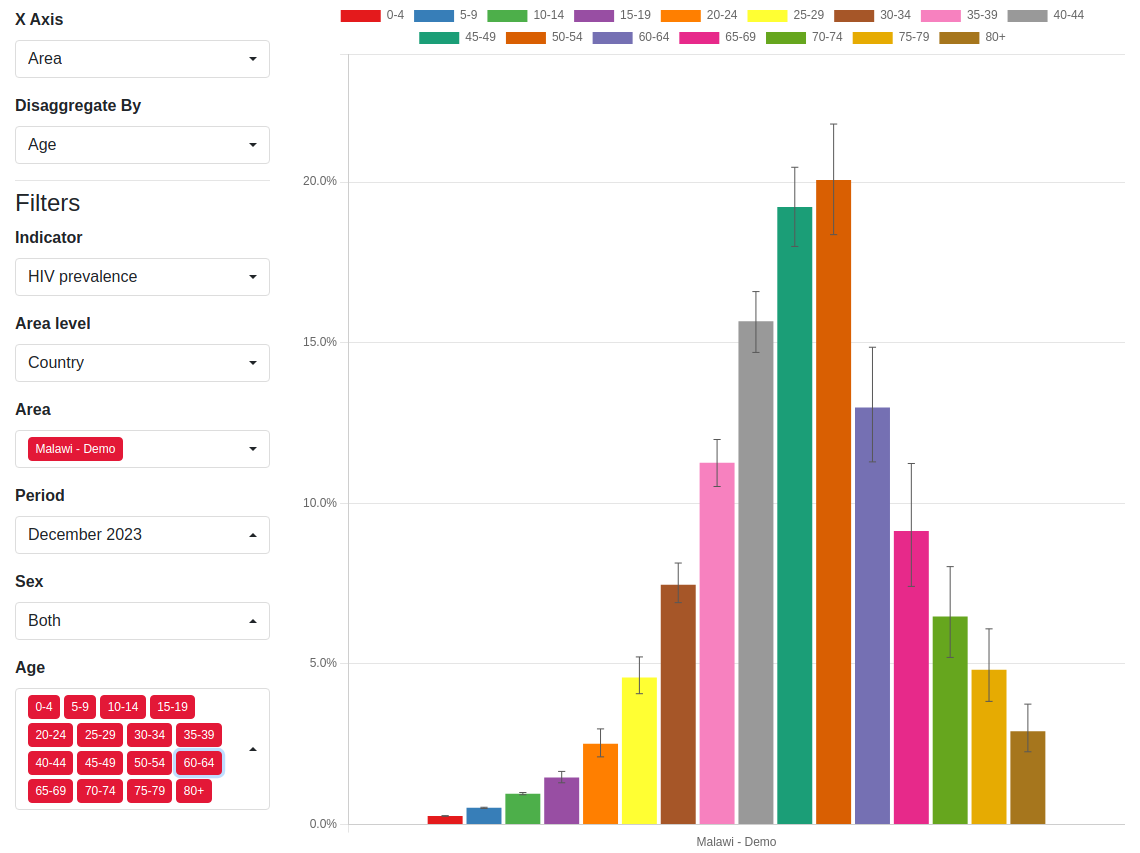 X Axis
Area
Disaggregate By
Age
Filters
Indicator
HIV prevalence
Area level
Country
Area
Malawi - Demo
Period
December 2023
Sex
Both
Age
0-4 5-9 10-14 15-19
20-24 25-29 30-34 35-39
40-44 45-49 50-54 60-64
65-69 70-74 75-79 80+
0-4 5-9 10-14 15-19 20-24 25-29 30-34 35-39 40-44
45-49 50-54 60-64 65-69 70-74 75-79 80+
20.0%
15.0%
10.0%
5.0%
0.0%
Malawi - Demo